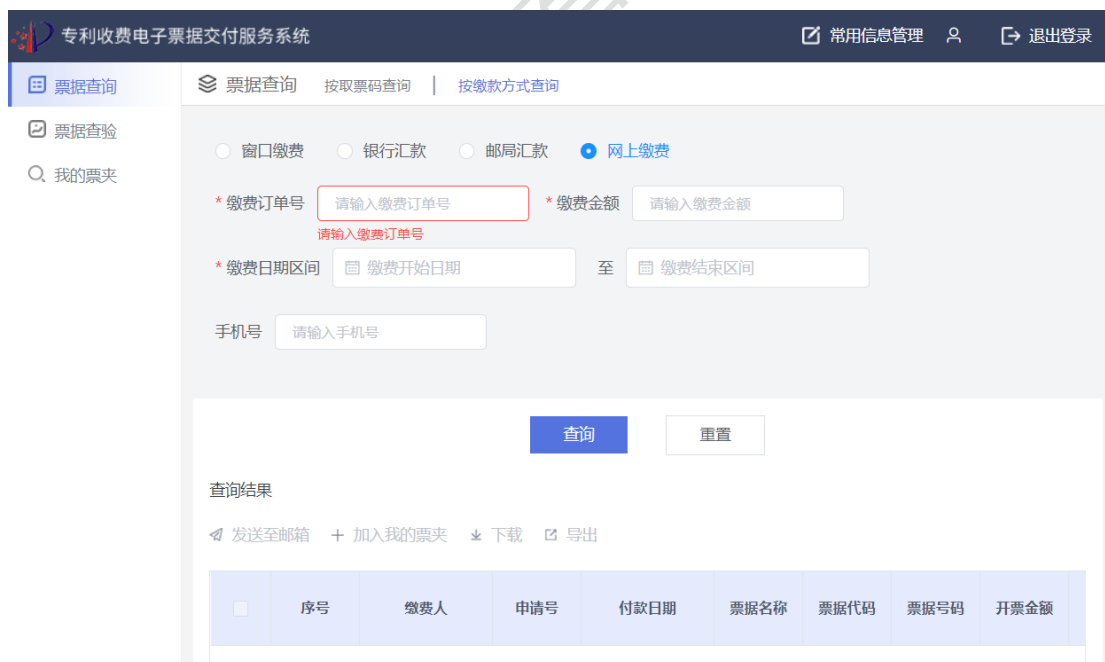 专利收费电子票据交付服务系统 常用信息管理 退出登录
票据查询 票据查询 按取票码查询 | 按缴款方式查询
票据查验
我的票夹
窗口缴费 银行汇款 邮局汇款 网上缴费
* 缴费订单号 请输入缴费订单号 * 缴费金额 请输入缴费金额
请输入缴费订单号
* 缴费日期区间 缴费开始日期 至 缴费结束区间
手机号 请输入手机号
查询 重置
查询结果
发送至邮箱 加入我的票夹 下载 导出
序号 缴费人 申请号 付款日期 票据名称 票据代码 票据号码 开票金额